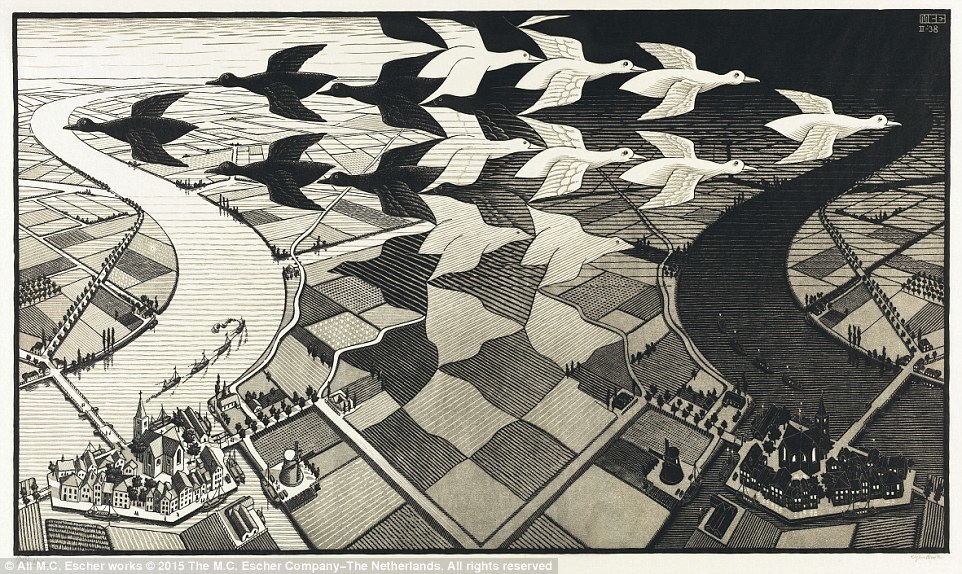 MCE
II-'38
© All M.C. Escher works © 2015 The M.C. Escher Company–The Netherlands. All rights reserved